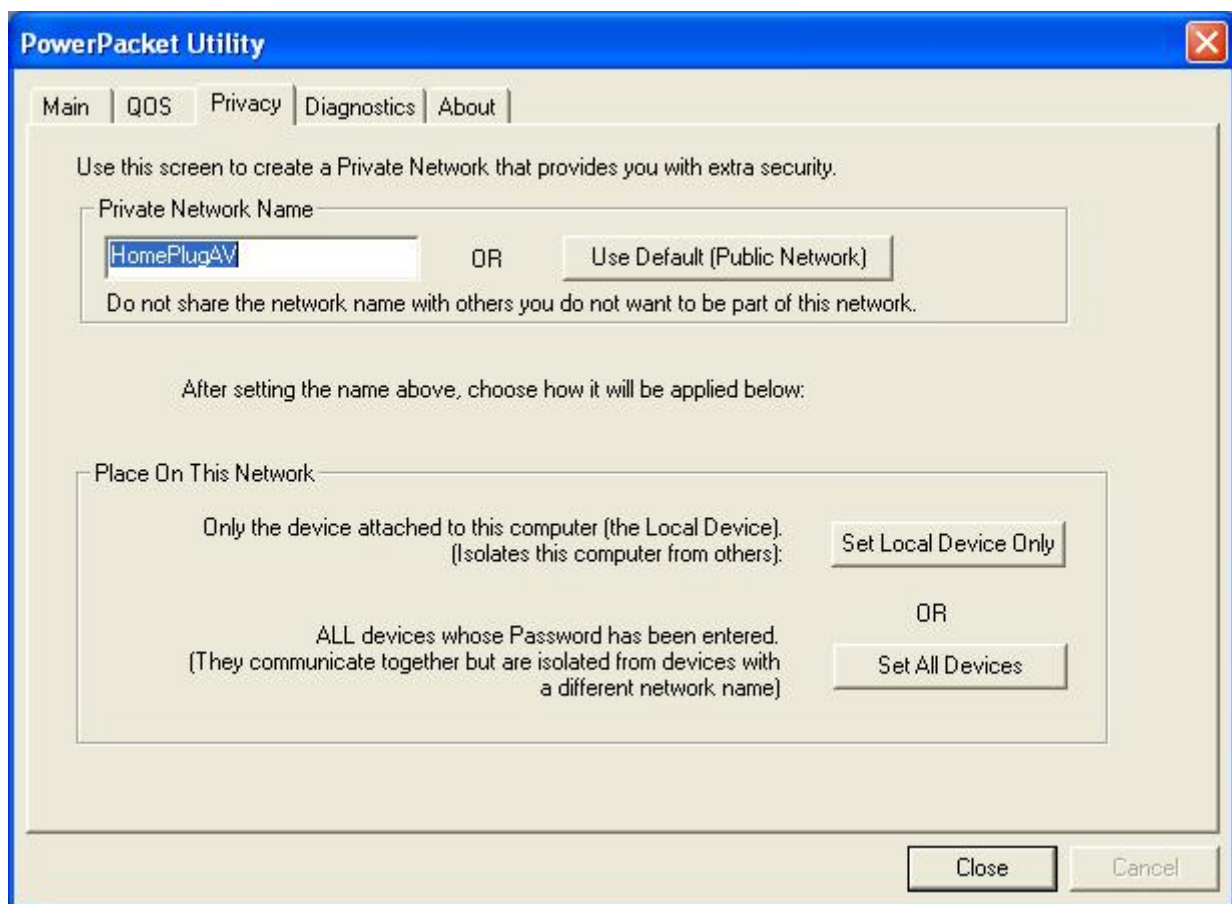 PowerPacket Utility
Main QOS Privacy Diagnostics About
Use this screen to create a Private Network that provides you with extra security.
Private Network Name
HomePlugAV OR Use Default (Public Network)
Do not share the network name with others you do not want to be part of this network.
After setting the name above, choose how it will be applied below:
Place On This Network
Only the device attached to this computer (the Local Device).
(Isolates this computer from others):
Set Local Device Only
OR
ALL devices whose Password has been entered.
(They communicate together but are isolated from devices with
a different network name)
Set All Devices
Close Cancel